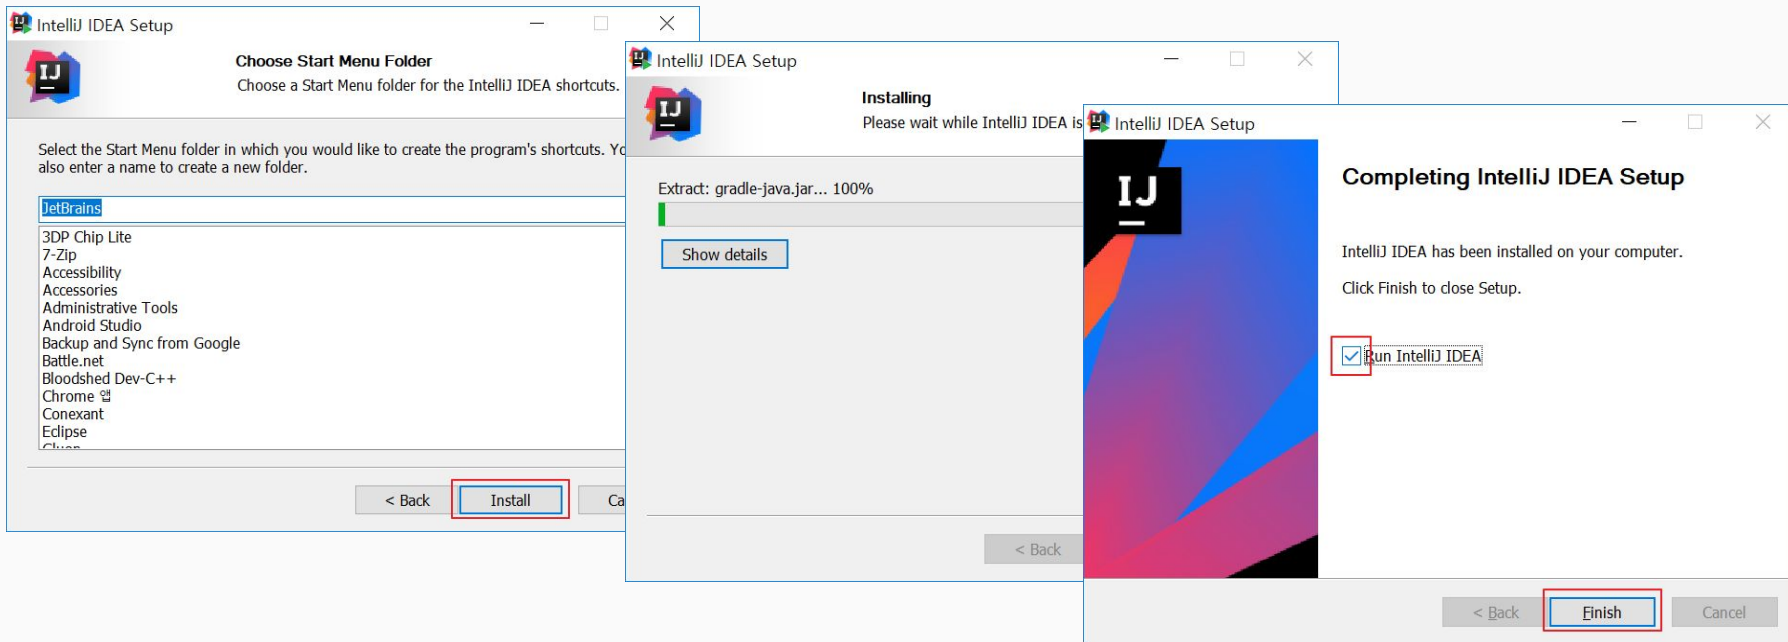 IntelliJ IDEA Setup
IJ
Choose Start Menu Folder
Choose a Start Menu folder for the IntelliJ IDEA shortcuts.
Select the Start Menu folder in which you would like to create the program's shortcuts.
also enter a name to create a new folder.
JetBrains
3DP Chip Lite
7-Zip
Accessibility
Accessories
Administrative Tools
Android Studio
Backup and Sync from Google
Battle.net
Bloodshed Dev-C++
Chrome 앱
Conexant
Eclipse
< Back
Install
Ca
IntelliJ IDEA Setup
IJ
Installing
Please wait while IntelliJ IDEA is
Extract: gradle-java.jar... 100%
Show details
< Back
IntelliJ IDEA Setup
IJ
Completing IntelliJ IDEA Setup
IntelliJ IDEA has been installed on your computer.
Click Finish to close Setup.
Run IntelliJ IDEA
< Back
Finish
Cancel